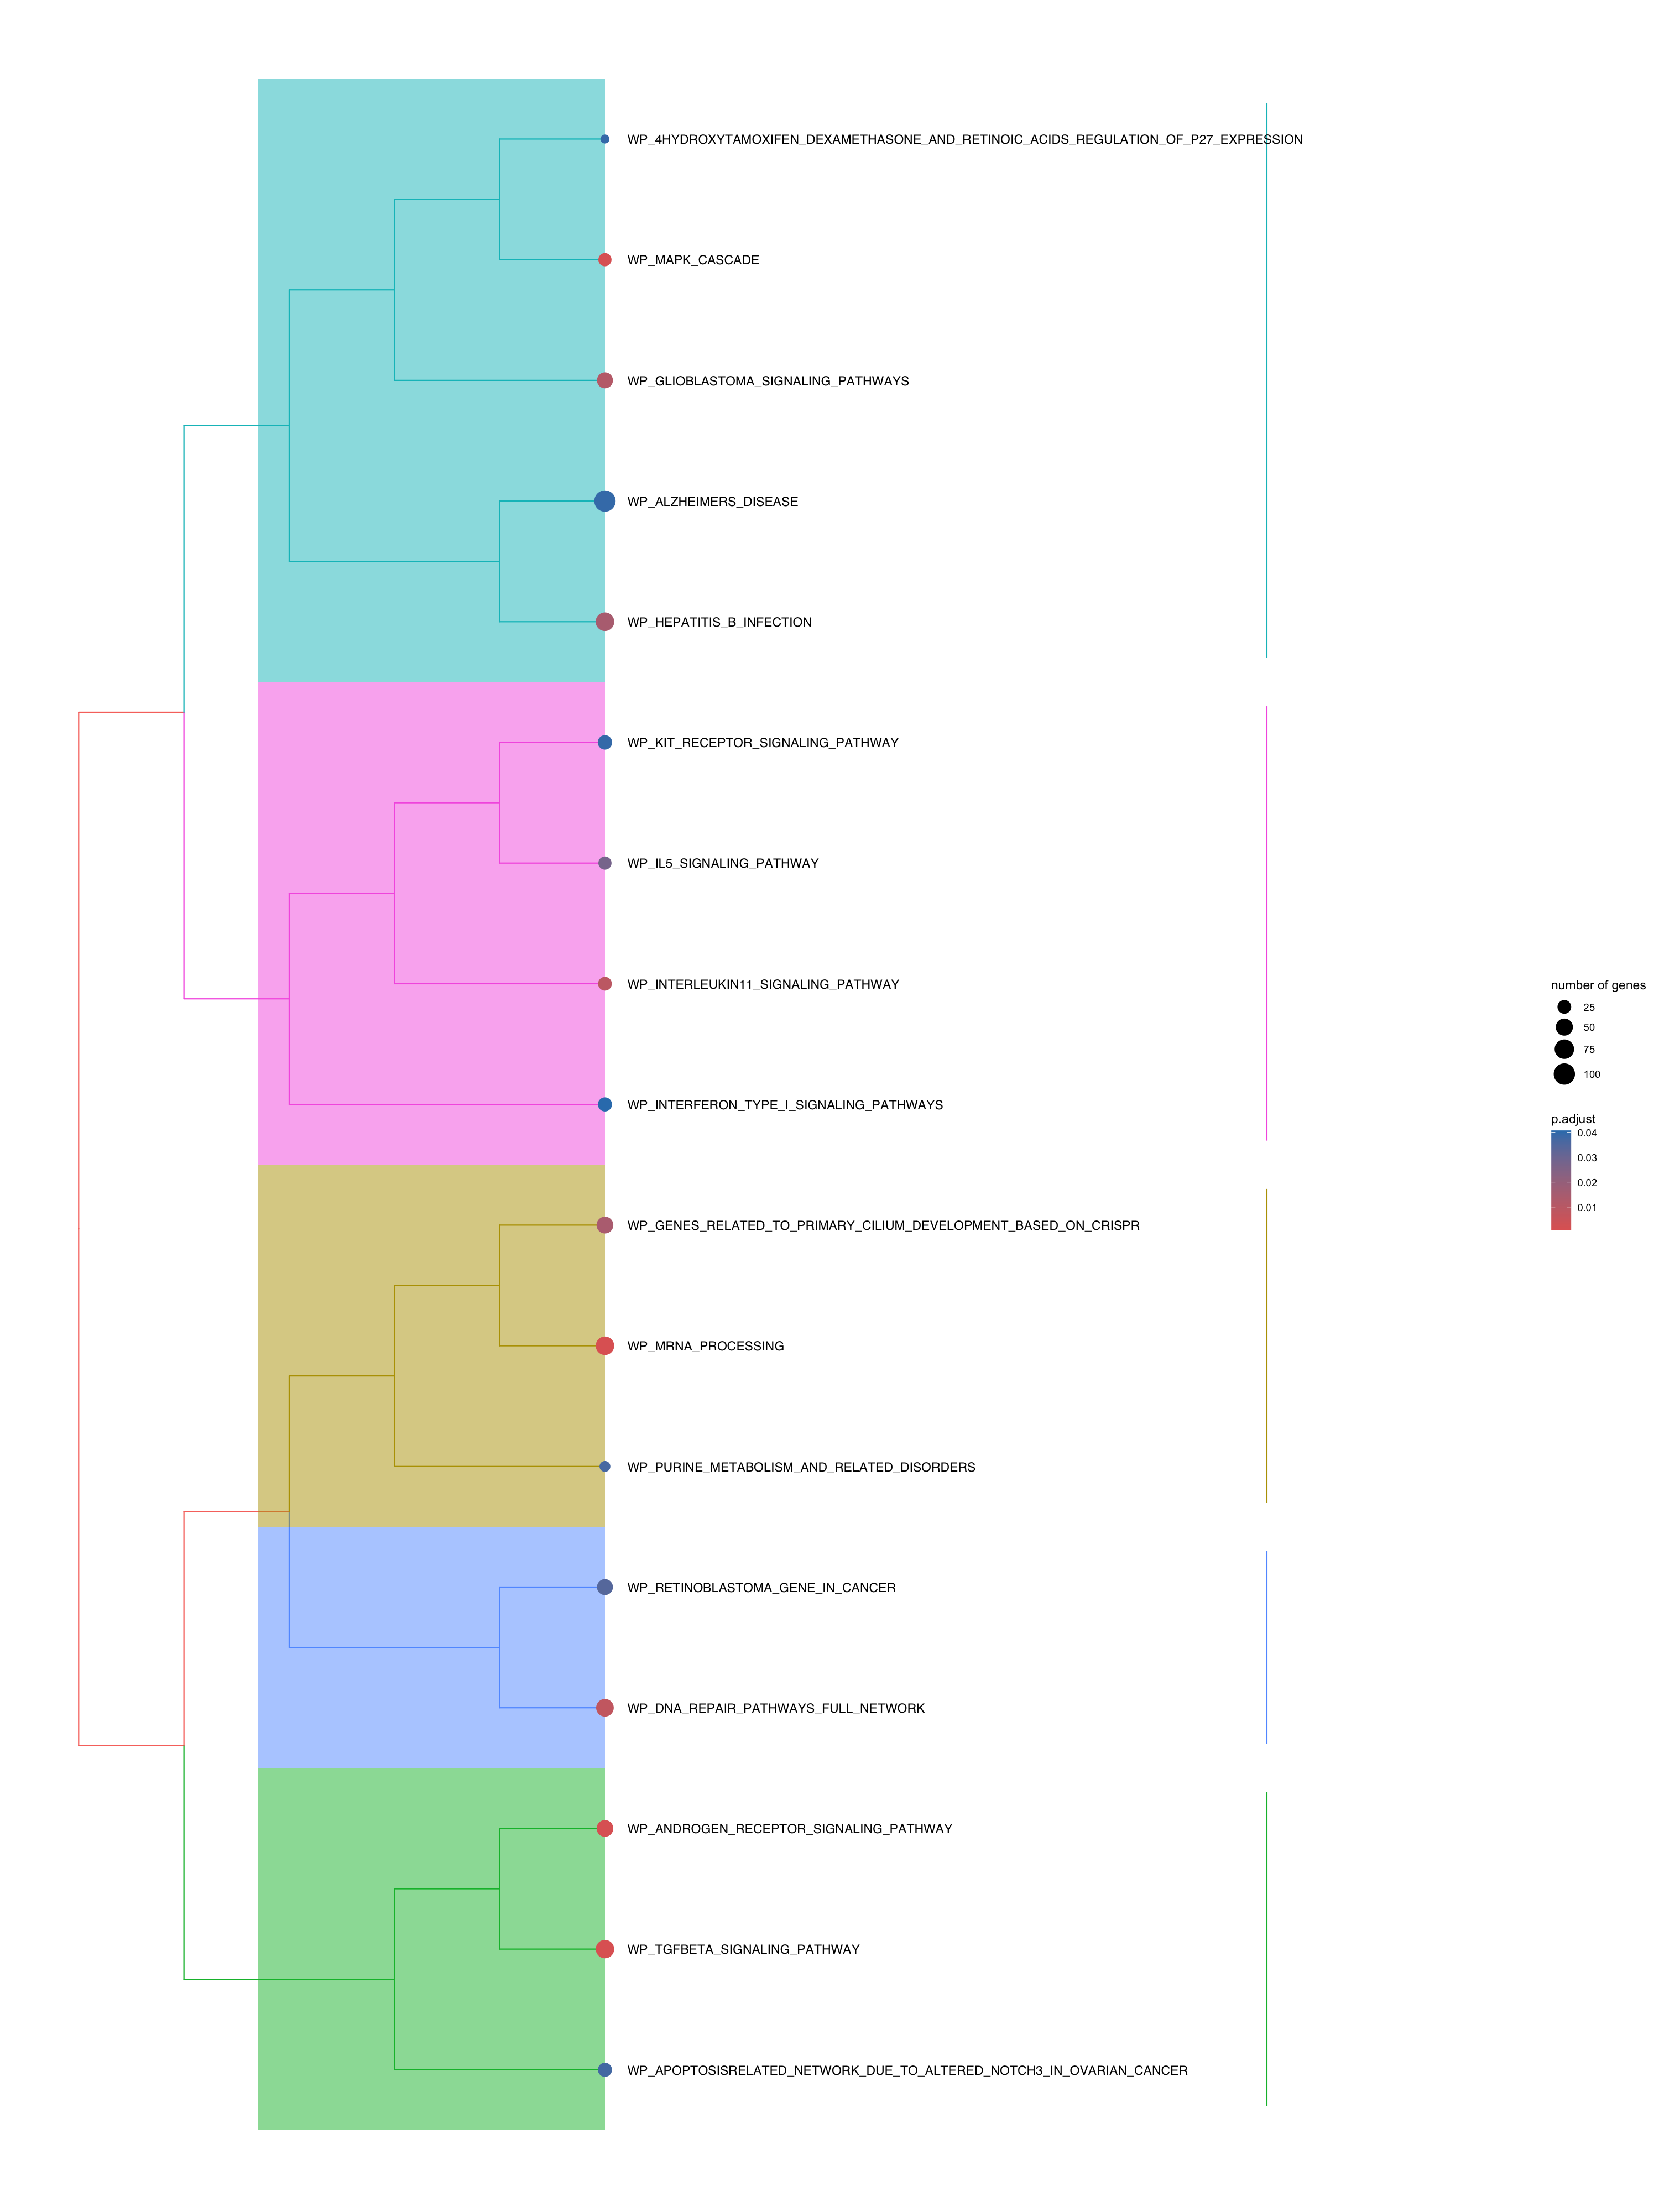 WP_4HYDROXYTAMOXIFEN_DEXAMETHASONE_AND_RETINOIC_ACIDS_REGULATION_OF_P27_EXPRESSION
WP_MAPK_CASCADE
WP_GLIOBLASTOMA_SIGNALING_PATHWAYS
WP_ALZHEIMERS_DISEASE
WP_HEPATITIS_B_INFECTION
WP_KIT_RECEPTOR_SIGNALING_PATHWAY
WP_IL5_SIGNALING_PATHWAY
WP_INTERLEUKIN11_SIGNALING_PATHWAY
WP_INTERFERON_TYPE_I_SIGNALING_PATHWAYS
WP_GENES_RELATED_TO_PRIMARY_CILIUM_DEVELOPMENT_BASED_ON_CRISPR
WP_MRNA_PROCESSING
WP_PURINE_METABOLISM_AND_RELATED_DISORDERS
WP_RETINOBLASTOMA_GENE_IN_CANCER
WP_DNA_REPAIR_PATHWAYS_FULL_NETWORK
WP_ANDROGEN_RECEPTOR_SIGNALING_PATHWAY
WP_TGFBETA_SIGNALING_PATHWAY
WP_APOPTOSISRELATED_NETWORK_DUE_TO_ALTERED_NOTCH3_IN_OVARIAN_CANCER
number of genes
25
50
75
100
p.adjust
0.04
0.03
0.02
0.01